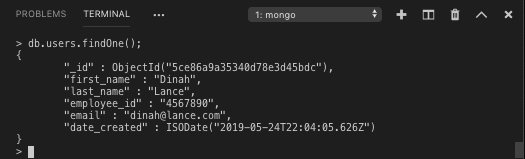 PROBLEMS TERMINAL ••• 1: mongo
> db.users.findOne();
{
"_id" : ObjectId("5ce86a9a35340d78e3d45bdc"),
"first_name" : "Dinah",
"last_name" : "Lance",
"employee_id" : "4567890",
"email" : "dinah@lance.com",
"date_created" : ISODate("2019-05-24T22:04:05.626Z")
}
>